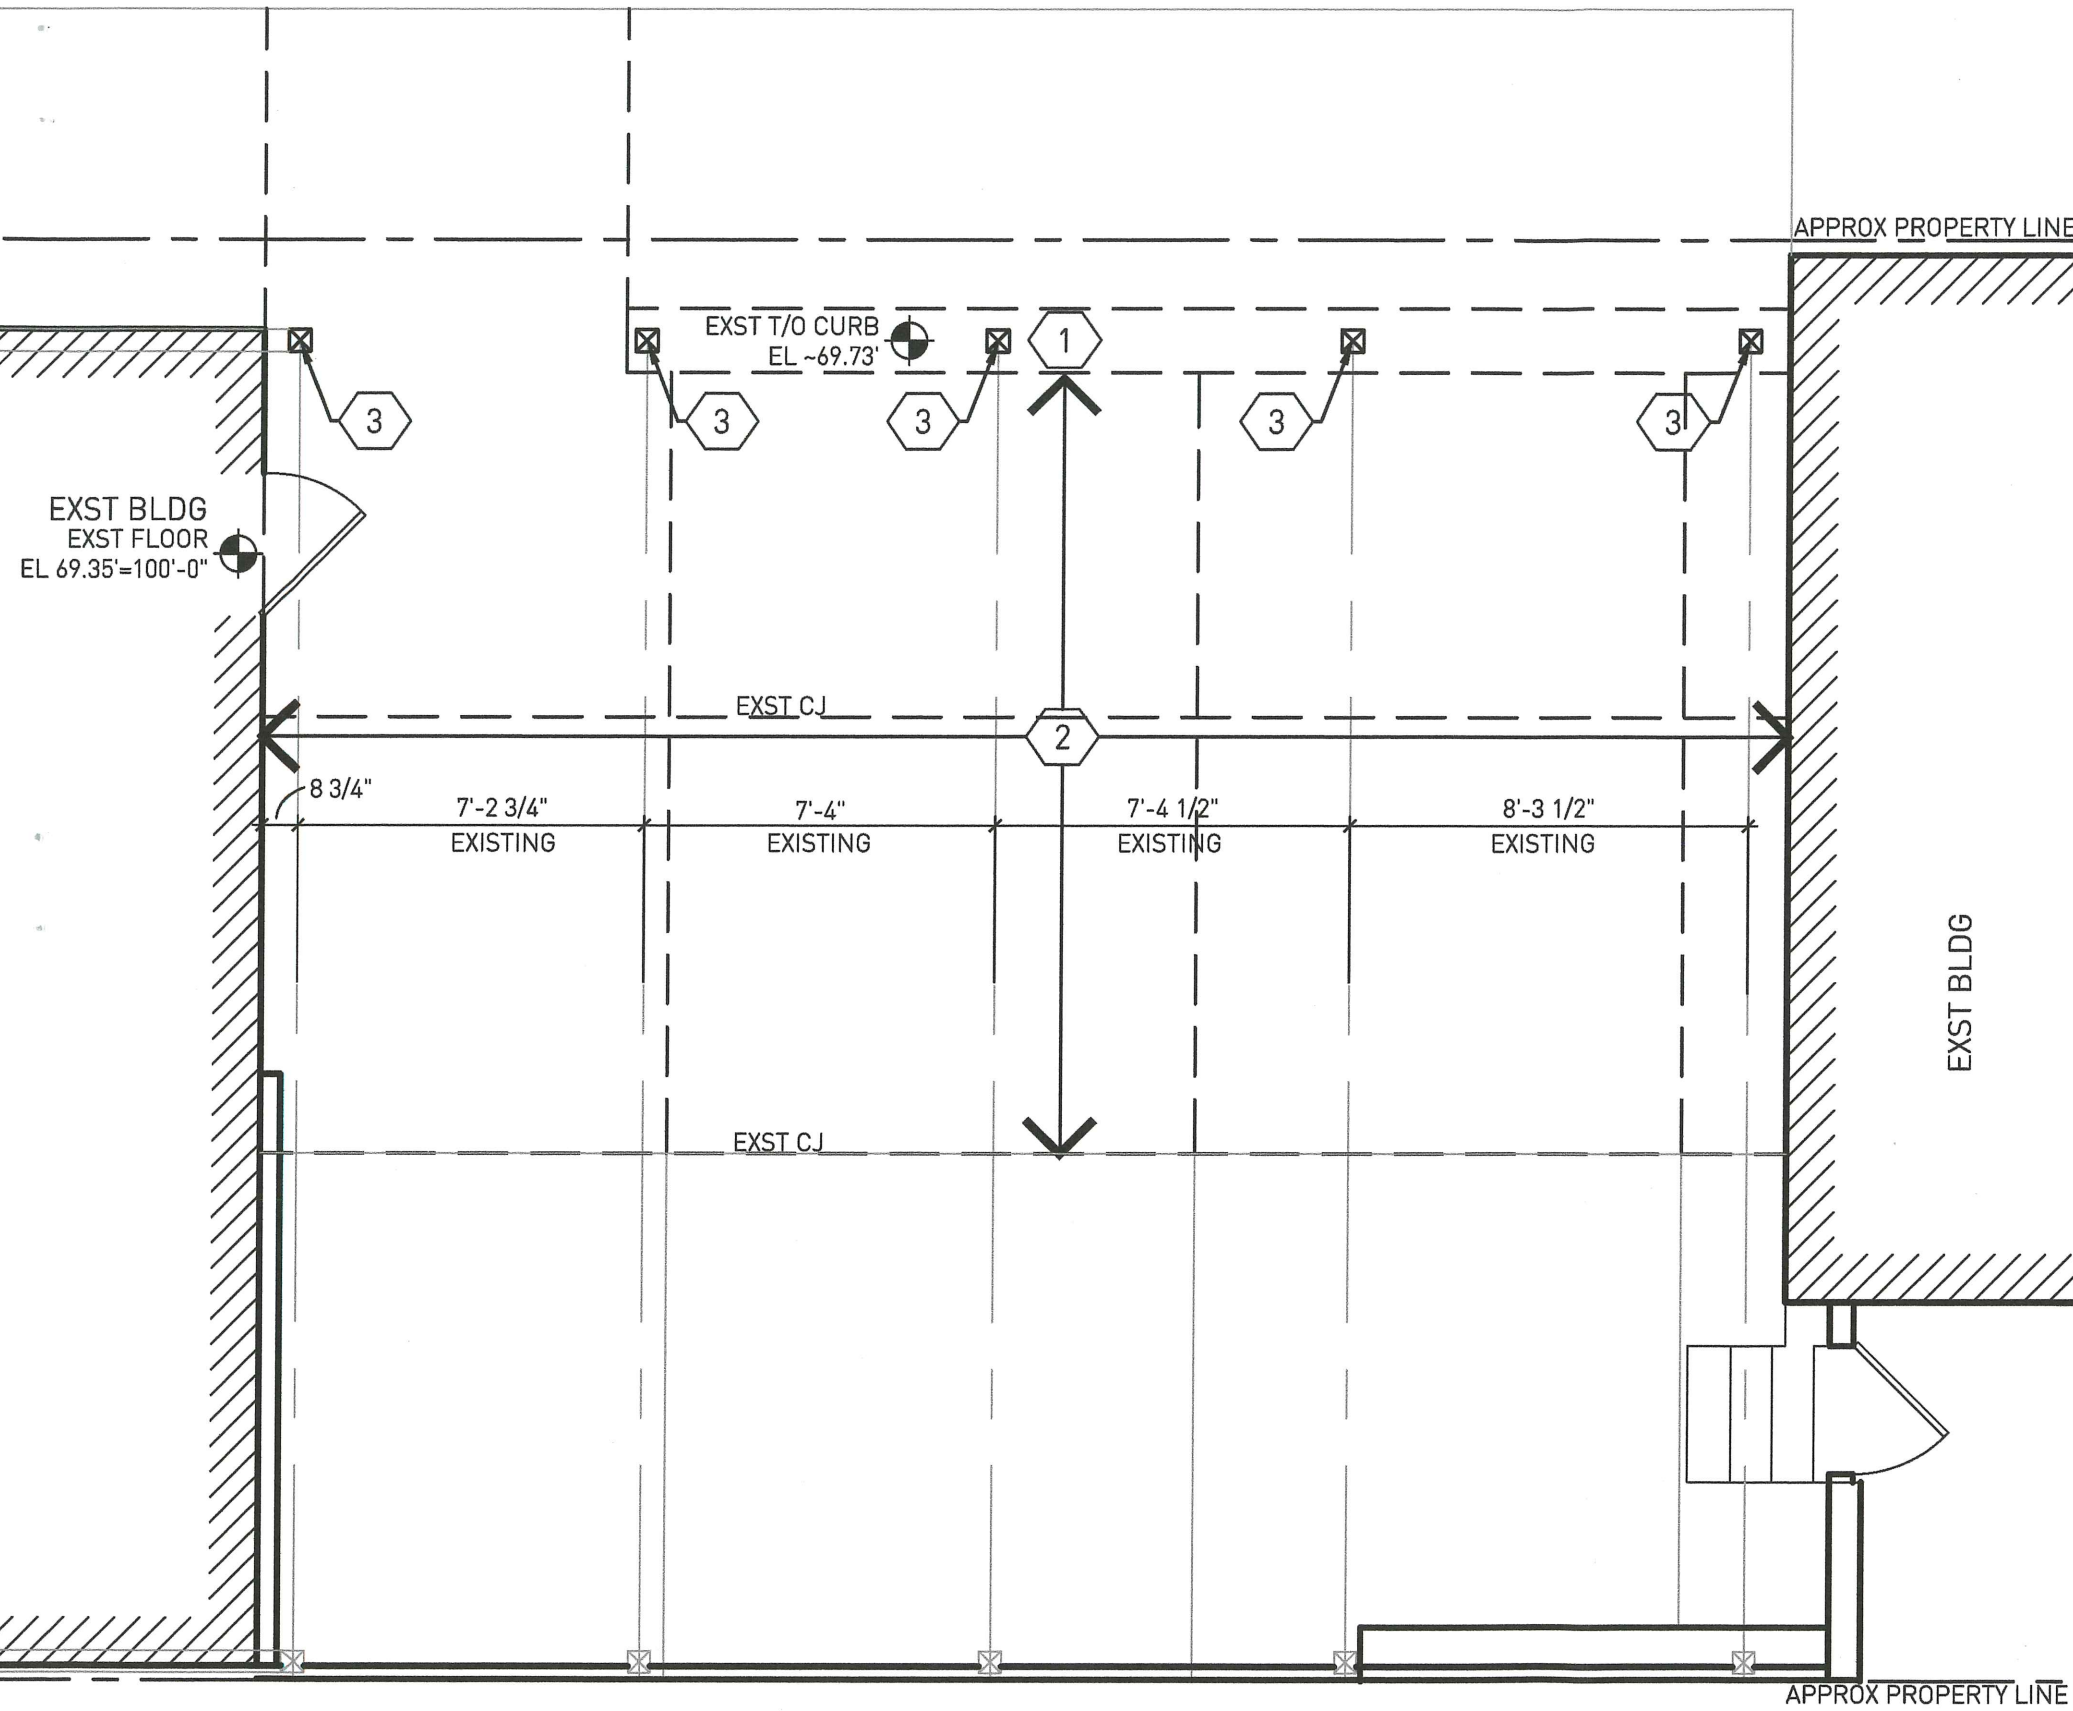 APPROX PROPERTY LINE
EXST T/O CURB
EL ~69.73'
1
3
3
3
3
3
EXST BLDG
EXST FLOOR
EL 69.35'=100'-0"
EXST CJ
2
8 3/4"
7'-2 3/4"
EXISTING
7'-4"
EXISTING
7'-4 1/2"
EXISTING
8'-3 1/2"
EXISTING
EXST BLDG
EXST CJ
APPROX PROPERTY LINE